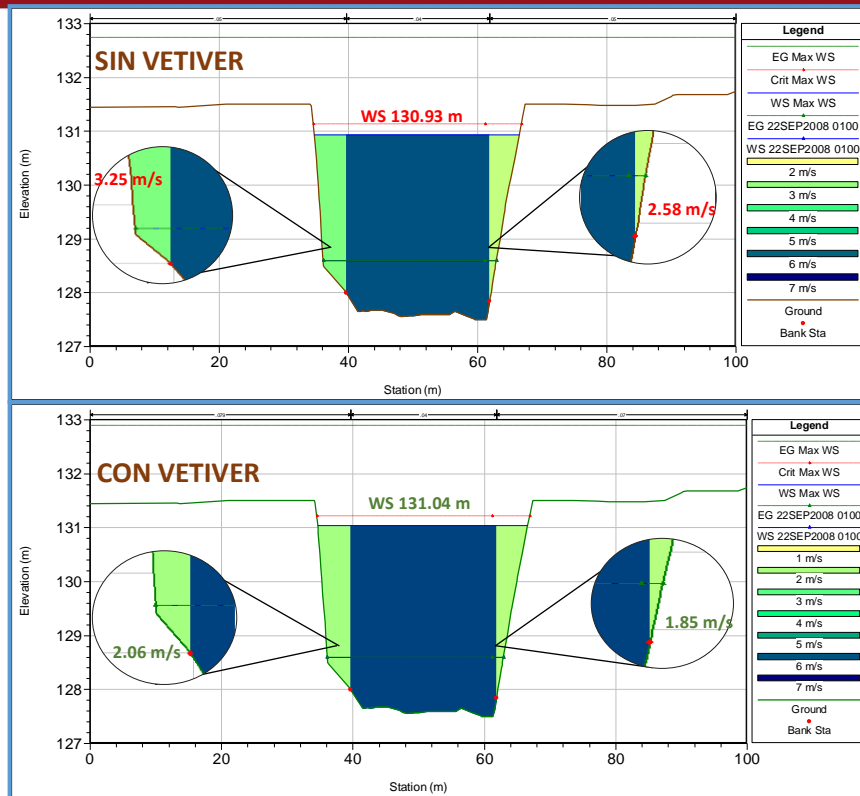 .05
.04
.05
133
132
131
130
129
128
127
Elevation (m)
SIN VETIVER
WS 130.93 m
3.25 m/s
2.58 m/s
0
20
40
60
80
100
Station (m)
Legend
EG Max WS
Crit Max WS
WS Max WS
EG 22SEP2008 0100
WS 22SEP2008 0100
2 m/s
3 m/s
4 m/s
5 m/s
6 m/s
7 m/s
Ground
Bank Sta
.04
.07
133
132
131
130
129
128
127
Elevation (m)
CON VETIVER
WS 131.04 m
2.06 m/s
1.85 m/s
0
20
40
60
80
100
Station (m)
Legend
EG Max WS
Crit Max WS
WS Max WS
EG 22SEP2008 0100
WS 22SEP2008 0100
1 m/s
2 m/s
3 m/s
4 m/s
5 m/s
6 m/s
7 m/s
Ground
Bank Sta